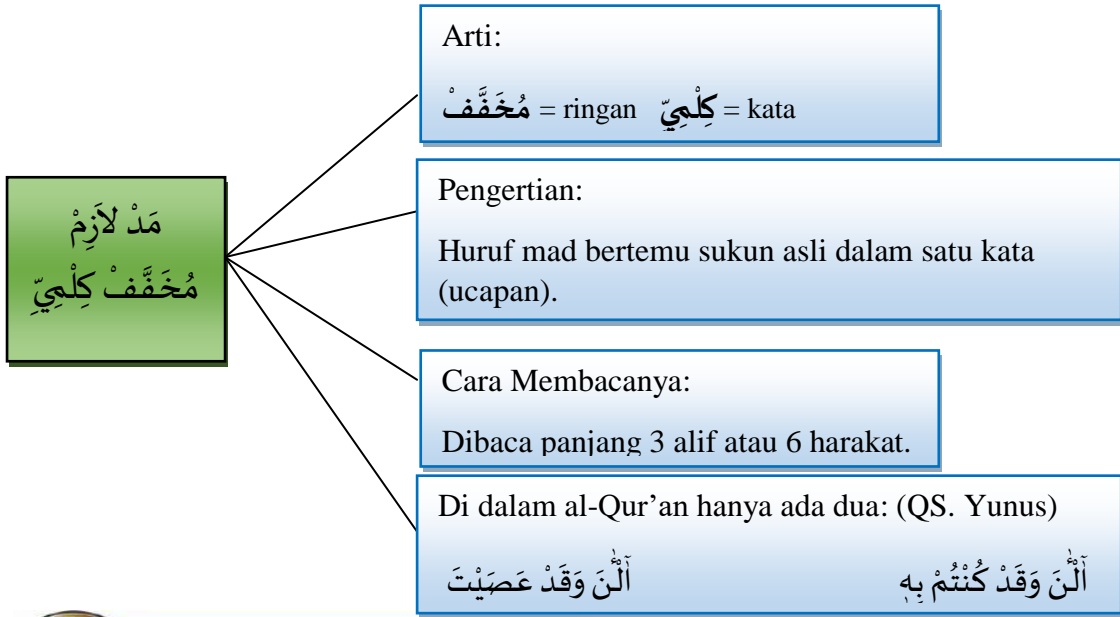 مَدْ لاَزِمْ
مُخَفَّفْ كِلْمِيِّ
Arti:
مُخَفَّفْ = ringan كِلْمِيّ = kata
Pengertian:
Huruf mad bertemu sukun asli dalam satu kata
(ucapan).
Cara Membacanya:
Dibaca panjang 3 alif atau 6 harakat.
Di dalam al-Qur’an hanya ada dua: (QS. Yunus)
آَلْٰٔنَ وَقَدْ كُنْتُمْ بِهٖ
آَلْٰٔنَ وَقَدْ عَصَيْتَ